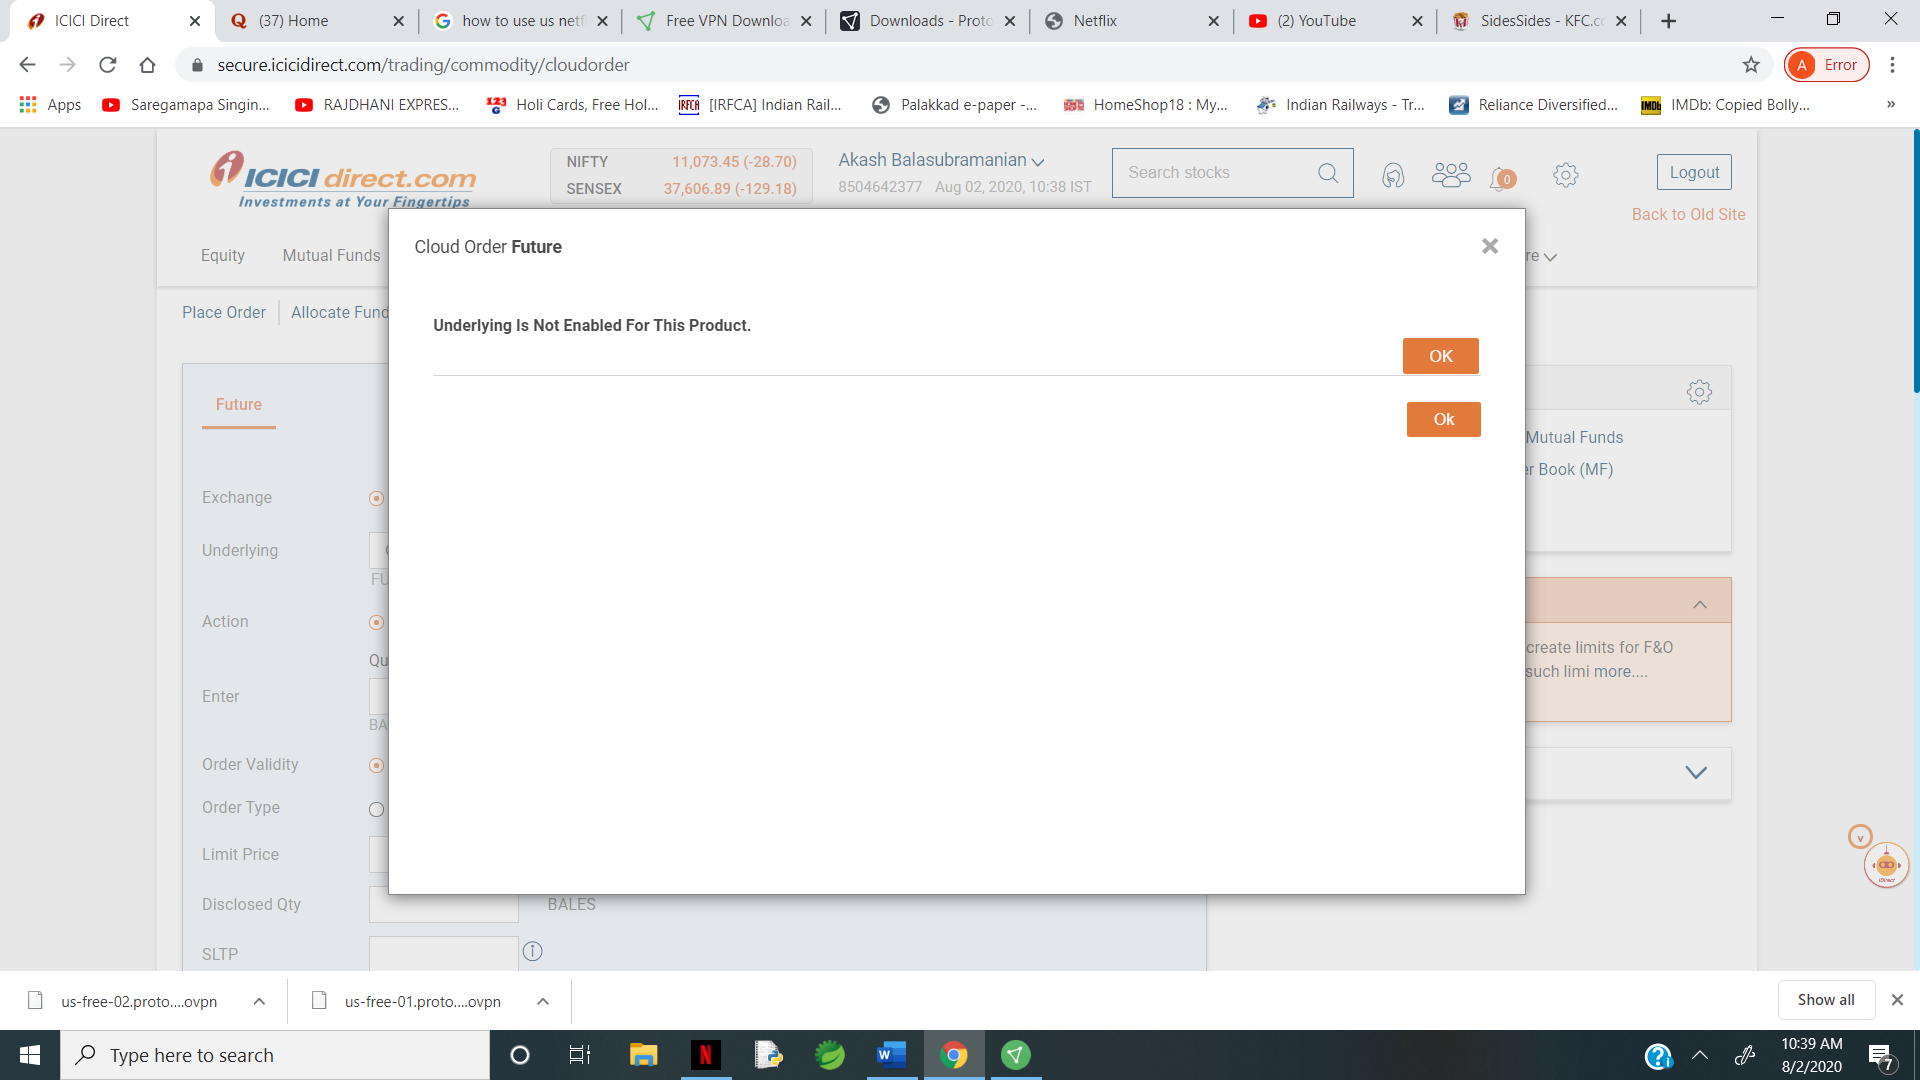 ICICI Direct
(37) Home
how to use us netf
Free VPN Downloa
Downloads - Proto
Netflix
(2) YouTube
SidesSides - KFC.c
secure.icicidirect.com/trading/commodity/cloudorder
A Error
Apps
Saregamapa Singin...
RAJDHANI EXPRES...
Holi Cards, Free Hol...
[IRFCA] Indian Rail...
Palakkad e-paper -...
HomeShop18 : My...
Indian Railways - Tr...
Reliance Diversified...
IMDb: Copied Bolly...
»
ICICI direct.com
Investments at Your Fingertips
NIFTY 11,073.45 (-28.70)
SENSEX 37,606.89 (-129.18)
Akash Balasubramanian
8504642377 Aug 02, 2020, 10:38 IST
Search stocks
0
Logout
Back to Old Site
Equity
Mutual Funds
re
Place Order
Allocate Fund
Cloud Order Future
Underlying Is Not Enabled For This Product.
OK
Ok
Future
Exchange
Underlying
FU
Action
Qu
Enter
BA
Order Validity
Order Type
Limit Price
Disclosed Qty
BALES
SLTP
Mutual Funds
er Book (MF)
create limits for F&O
such limi more....
v
us-free-02.proto....ovpn
us-free-01.proto....ovpn
Show all
Type here to search
10:39 AM
8/2/2020
7